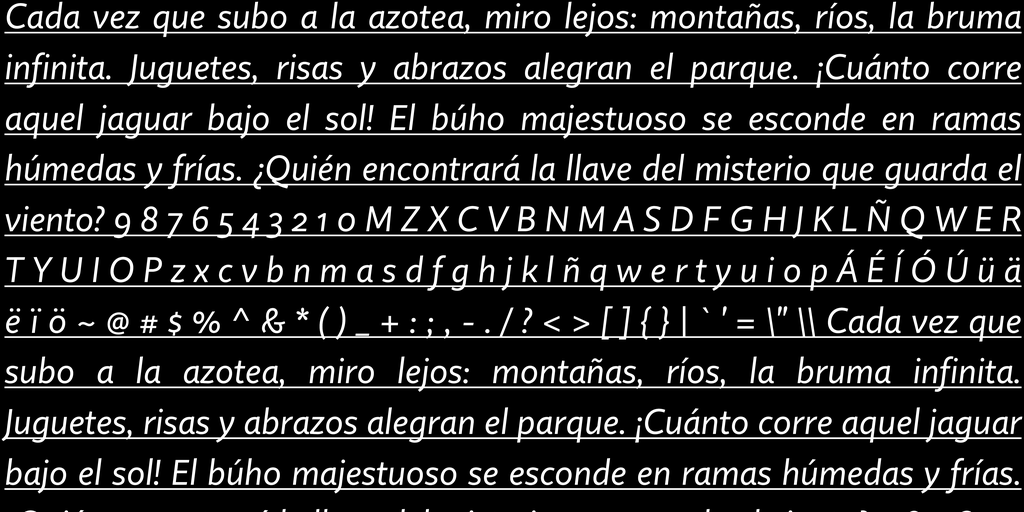 Cada vez que subo a la azotea, miro lejos: montañas, ríos, la bruma
infinita. Juguetes, risas y abrazos alegran el parque. ¡Cuánto corre
aquel jaguar bajo el sol! El búho majestuoso se esconde en ramas
húmedas y frías. ¿Quién encontrará la llave del misterio que guarda el
viento? 9 8 7 6 5 4 3 2 1 0 M Z X C V B N M A S D F G H J K L Ñ Q W E R
T Y U I O P z x c v b n m a s d f g h j k l ñ q w e r t y u i o p Á É Í Ó Ú ü ä
ë ï ö ~ @ # $ % ^ & * ( ) _ + : ; , - . / ? < > [ ] { } | ` ' = \" \\ Cada vez que
subo a la azotea, miro lejos: montañas, ríos, la bruma infinita.
Juguetes, risas y abrazos alegran el parque. ¡Cuánto corre aquel jaguar
bajo el sol! El búho majestuoso se esconde en ramas húmedas y frías.